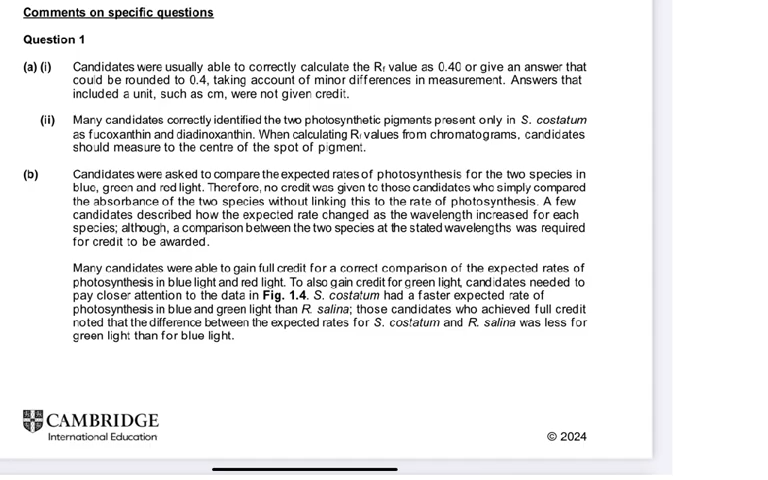 Comments on specific questions
Question 1
(a) (i) Candidates were usually able to correctly calculate the Rf value as 0.40 or give an answer that
could be rounded to 0.4, taking account of minor differences in measurement. Answers that
included a unit, such as cm, were not given credit.
(ii) Many candidates correctly identified the two photosynthetic pigments present only in S. costatum
as fucoxanthin and diadinoxanthin. When calculating Rf values from chromatograms, candidates
should measure to the centre of the spot of pigment.
(b) Candidates were asked to compare the expected rates of photosynthesis for the two species in
blue, green and red light. Therefore, no credit was given to those candidates who simply compared
the absorbance of the two species without linking this to the rate of photosynthesis. A few
candidates described how the expected rate changed as the wavelength increased for each
species; although, a comparison between the two species at the stated wavelengths was required
for credit to be awarded.
Many candidates were able to gain full credit for a correct comparison of the expected rates of
photosynthesis in blue light and red light. To also gain credit for green light, candidates needed to
pay closer attention to the data in Fig. 1.4. S. costatum had a faster expected rate of
photosynthesis in blue and green light than R. salina; those candidates who achieved full credit
noted that the difference between the expected rates for S. costatum and R. salina was less for
green light than for blue light.
CAMBRIDGE
International Education
© 2024